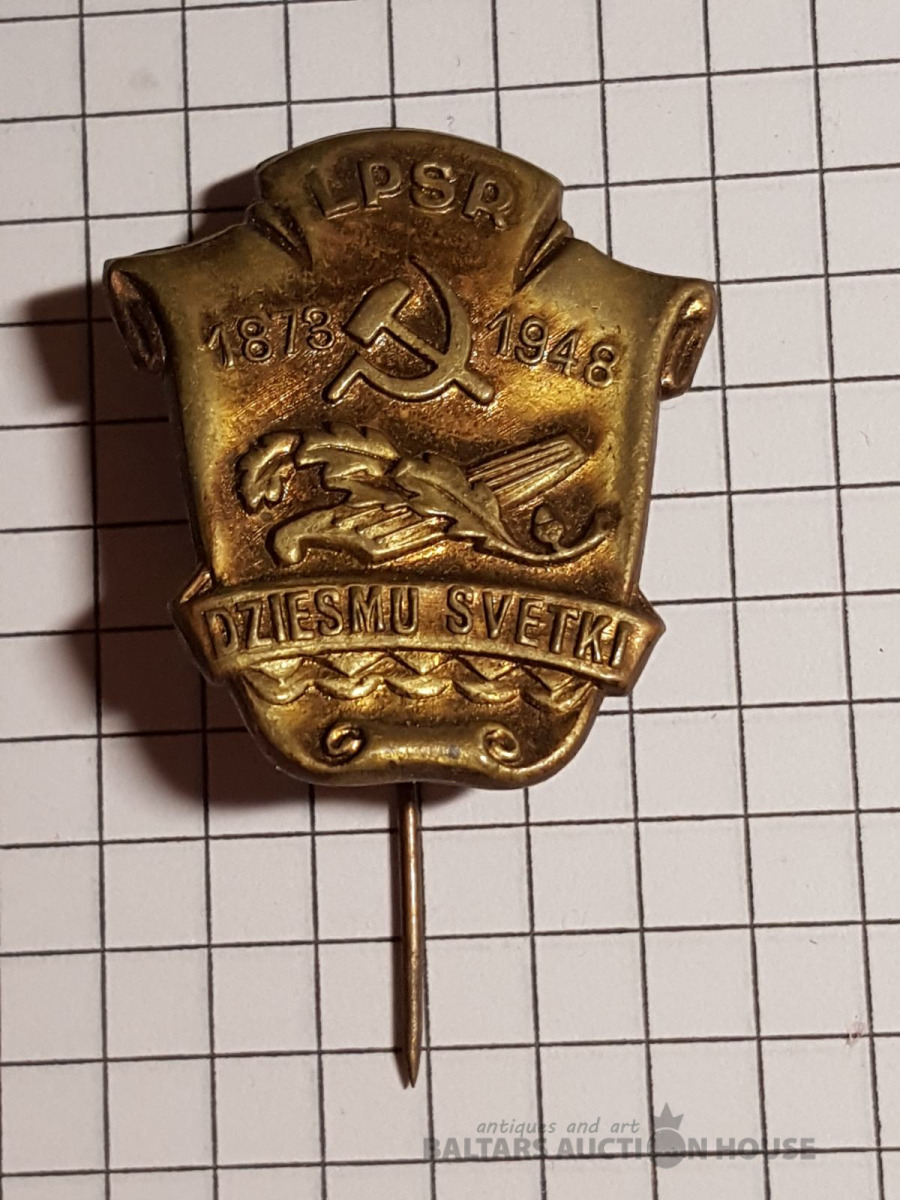 LPSR
1873 1948
DZIESMU SVETKI
antiques and art
BALTARS AUCTION HOUSE